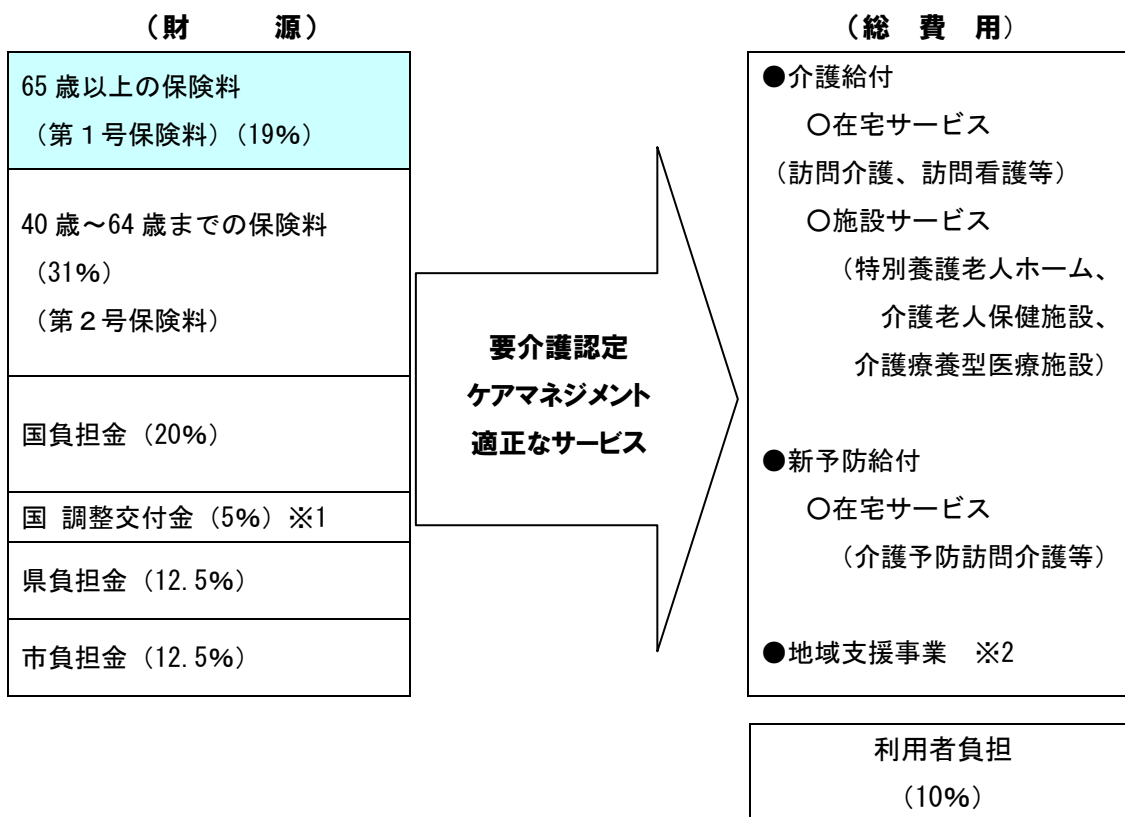 (財　　源)
65 歳以上の保険料
(第1号保険料)(19%)
40 歳~64 歳までの保険料
(31%)
(第2号保険料)
国負担金(20%)
国 調整交付金(5%)※1
県負担金(12.5%)
市負担金(12.5%)
要介護認定
ケアマネジメント
適正なサービス
(総　費　用)
●介護給付
○在宅サービス
(訪問介護、訪問看護等)
○施設サービス
(特別養護老人ホーム、
介護老人保健施設、
介護療養型医療施設)
●新予防給付
○在宅サービス
(介護予防訪問介護等)
●地域支援事業　※2
利用者負担
(10%)